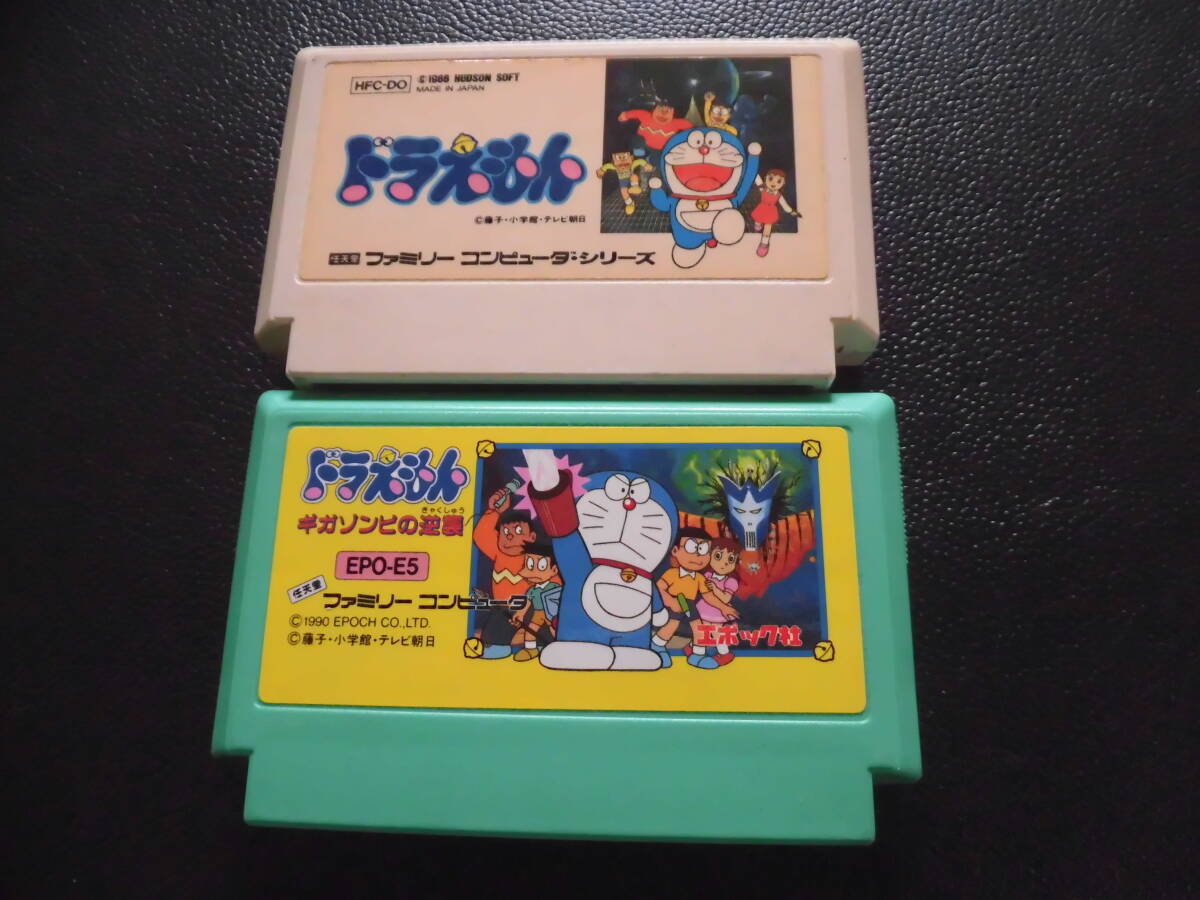 HFC-DO
©1986 HUDSON SOFT
MADE IN JAPAN
ドラえもん
©藤子・小学館・テレビ朝日
任天堂 ファミリー コンピュータ・シリーズ
ドラえもん
きゃくしゅう
ギガゾンビの逆襲
EPO-E5
任天堂 ファミリー コンピュータ
©1990 EPOCH CO.,LTD.
©藤子・小学館・テレビ朝日
エポック社